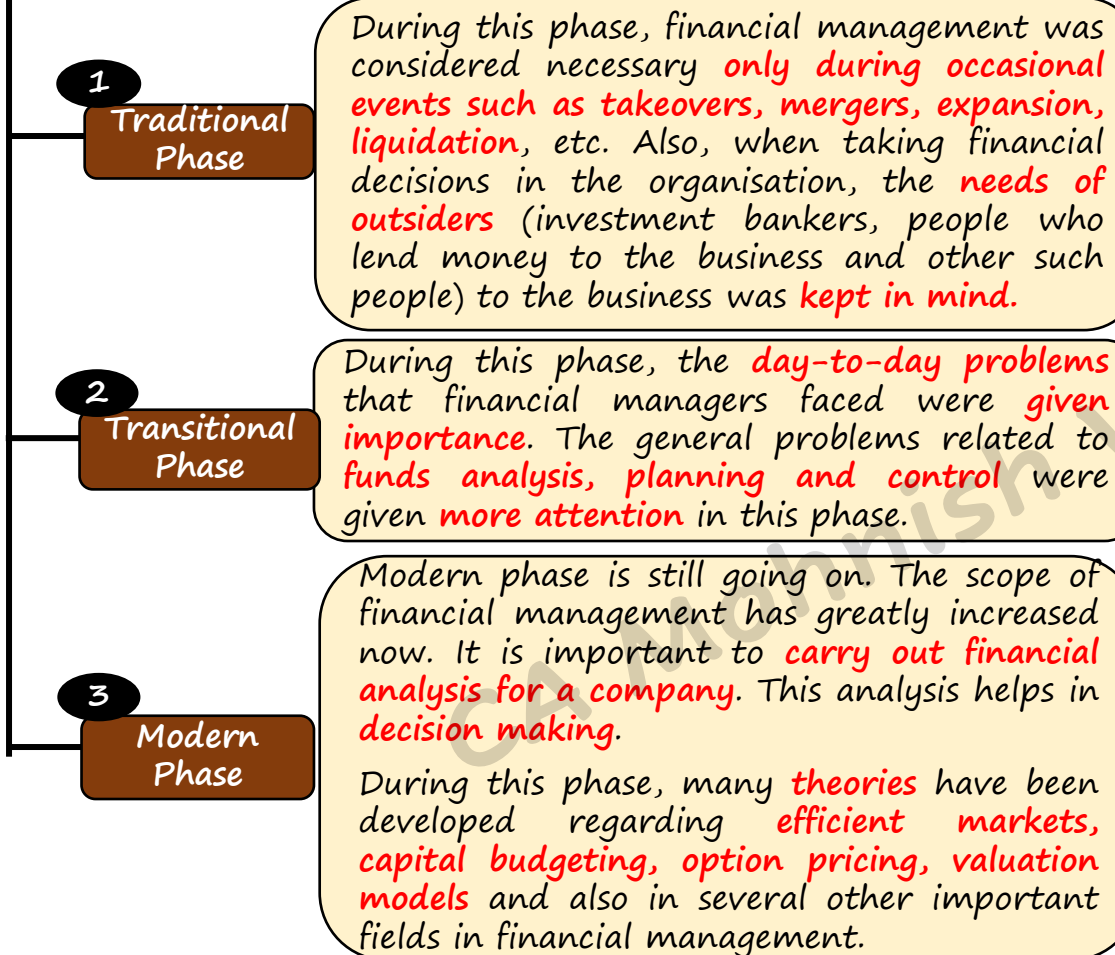 1
Traditional
Phase
During this phase, financial management was
considered necessary only during occasional
events such as takeovers, mergers, expansion,
liquidation, etc. Also, when taking financial
decisions in the organisation, the needs of
outsiders (investment bankers, people who
lend money to the business and other such
people) to the business was kept in mind.
2
Transitional
Phase
During this phase, the day-to-day problems
that financial managers faced were given
importance. The general problems related to
funds analysis, planning and control were
given more attention in this phase.
3
Modern
Phase
Modern phase is still going on. The scope of
financial management has greatly increased
now. It is important to carry out financial
analysis for a company. This analysis helps in
decision making.
During this phase, many theories have been
developed regarding efficient markets,
capital budgeting, option pricing, valuation
models and also in several other important
fields in financial management.
CA Mohnish